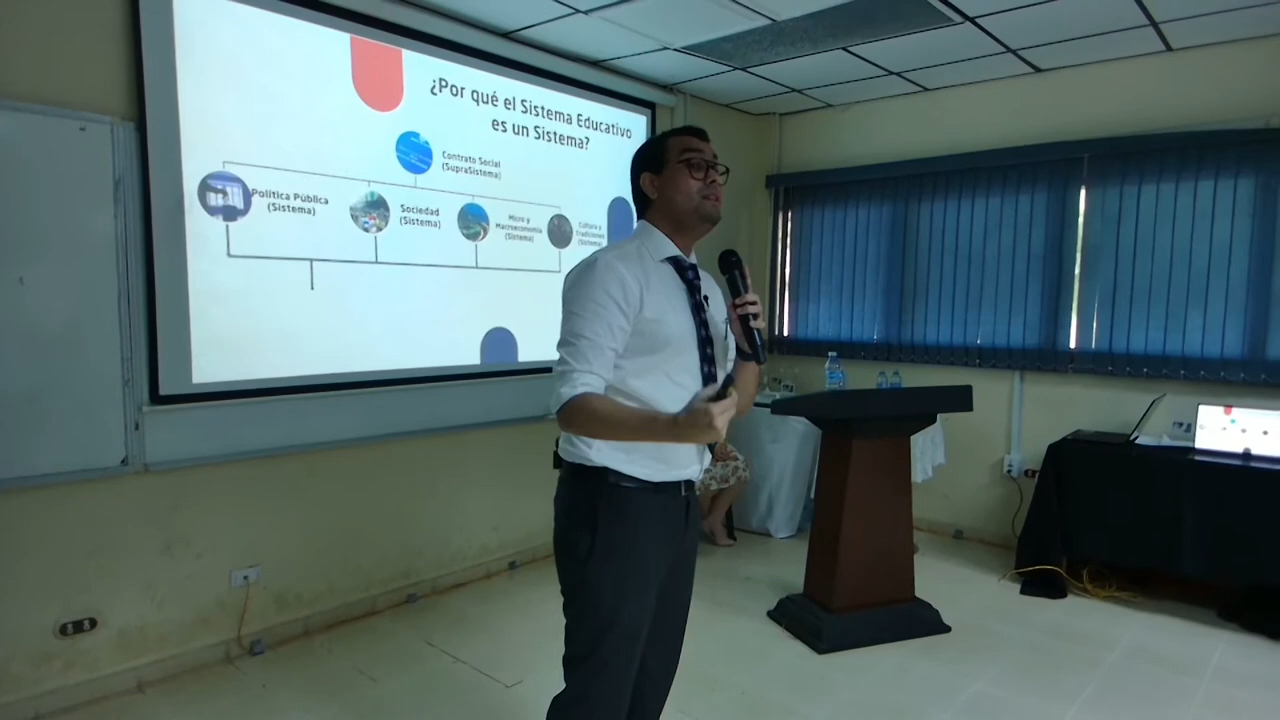 ¿Por qué el Sistema Educativo
es un Sistema?
Contrato Social
(SupraSistema)
Política Pública
(Sistema)
Sociedad
(Sistema)
Micro y
Macroeconomía
(Sistema)
Cultura y
Tradiciones
(Sistema)